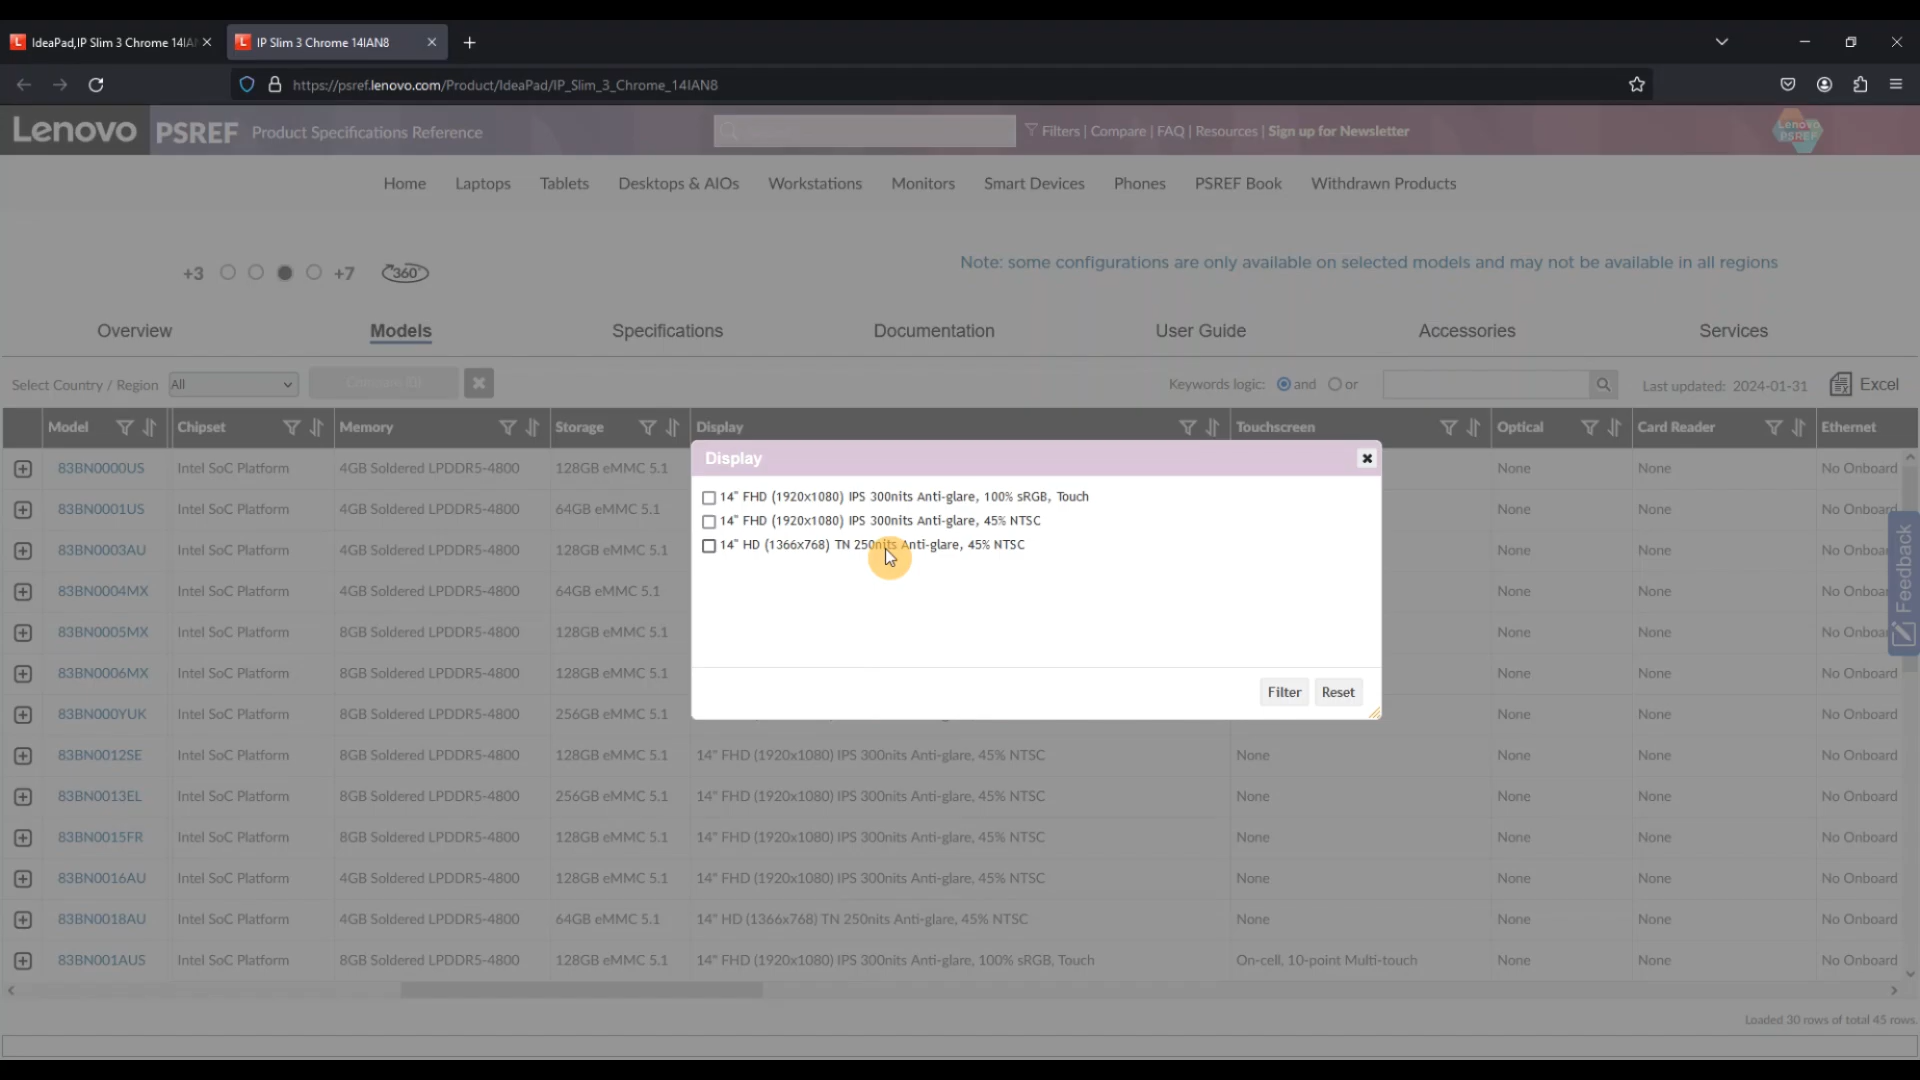 IdeaPad,IP Slim 3 Chrome 14IA
IP Slim 3 Chrome 14IAN8
https://psref.lenovo.com/Product/IdeaPad/IP_Slim_3_Chrome_14IAN8
Lenovo PSREF Product Specifications Reference
Filters | Compare | FAQ | Resources | Sign up for Newsletter
Lenovo PSREF
Home Laptops Tablets Desktops & AIOs Workstations Monitors Smart Devices Phones PSREF Book Withdrawn Products
+3 +7 360°
Note: some configurations are only available on selected models and may not be available in all regions
Overview Models Specifications Documentation User Guide Accessories Services
Select Country / Region All Keywords logic: and or Last updated: 2024-01-31 Excel
Model Chipset Memory Storage Display Touchscreen Optical Card Reader Ethernet
Display
14" FHD (1920x1080) IPS 300nits Anti-glare, 100% sRGB, Touch
14" FHD (1920x1080) IPS 300nits Anti-glare, 45% NTSC
14" HD (1366x768) TN 250nits Anti-glare, 45% NTSC
Filter Reset
83BN0000US Intel SoC Platform 4GB Soldered LPDDR5-4800 128GB eMMC 5.1 None None No Onboard
83BN0001US Intel SoC Platform 4GB Soldered LPDDR5-4800 64GB eMMC 5.1 None None No Onboard
83BN0003AU Intel SoC Platform 4GB Soldered LPDDR5-4800 128GB eMMC 5.1 None None No Onboard
83BN0004MX Intel SoC Platform 4GB Soldered LPDDR5-4800 64GB eMMC 5.1 None None No Onboa
83BN0005MX Intel SoC Platform 8GB Soldered LPDDR5-4800 128GB eMMC 5.1 None None No Onboa
83BN0006MX Intel SoC Platform 8GB Soldered LPDDR5-4800 128GB eMMC 5.1 None None No Onboard
83BN000YUK Intel SoC Platform 8GB Soldered LPDDR5-4800 256GB eMMC 5.1 None None No Onboard
83BN0012SE Intel SoC Platform 8GB Soldered LPDDR5-4800 128GB eMMC 5.1 14" FHD (1920x1080) IPS 300nits Anti-glare, 45% NTSC None None None No Onboard
83BN0013EL Intel SoC Platform 8GB Soldered LPDDR5-4800 256GB eMMC 5.1 14" FHD (1920x1080) IPS 300nits Anti-glare, 45% NTSC None None None No Onboard
83BN0015FR Intel SoC Platform 8GB Soldered LPDDR5-4800 128GB eMMC 5.1 14" FHD (1920x1080) IPS 300nits Anti-glare, 45% NTSC None None None No Onboard
83BN0016AU Intel SoC Platform 4GB Soldered LPDDR5-4800 128GB eMMC 5.1 14" FHD (1920x1080) IPS 300nits Anti-glare, 45% NTSC None None None No Onboard
83BN0018AU Intel SoC Platform 4GB Soldered LPDDR5-4800 64GB eMMC 5.1 14" HD (1366x768) TN 250nits Anti-glare, 45% NTSC None None None No Onboard
83BN001AUS Intel SoC Platform 8GB Soldered LPDDR5-4800 128GB eMMC 5.1 14" FHD (1920x1080) IPS 300nits Anti-glare, 100% sRGB, Touch On-cell, 10-point Multi-touch None None No Onboard
Feedback
Loaded 30 rows of total 45 rows.